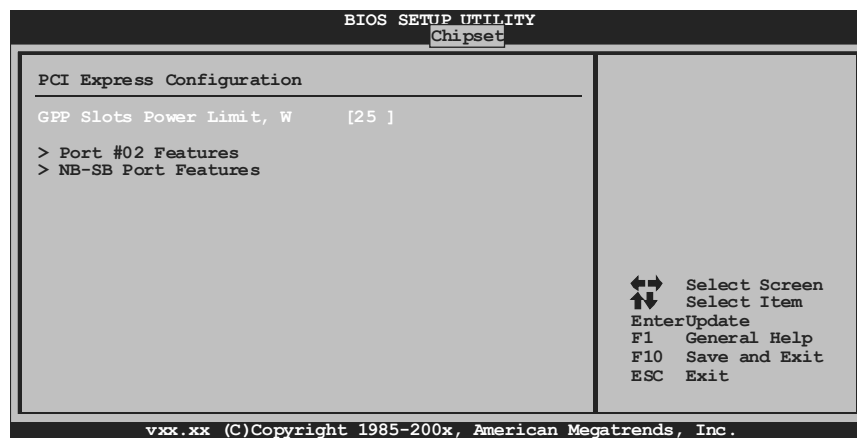 BIOS SETUP UTILITY
Chipset
PCI Express Configuration
GPP Slots Power Limit, W [25 ]
> Port #02 Features
> NB-SB Port Features
Select Screen
Select Item
EnterUpdate
F1 General Help
F10 Save and Exit
ESC Exit
vxx.xx (C)Copyright 1985-200x, American Megatrends, Inc.